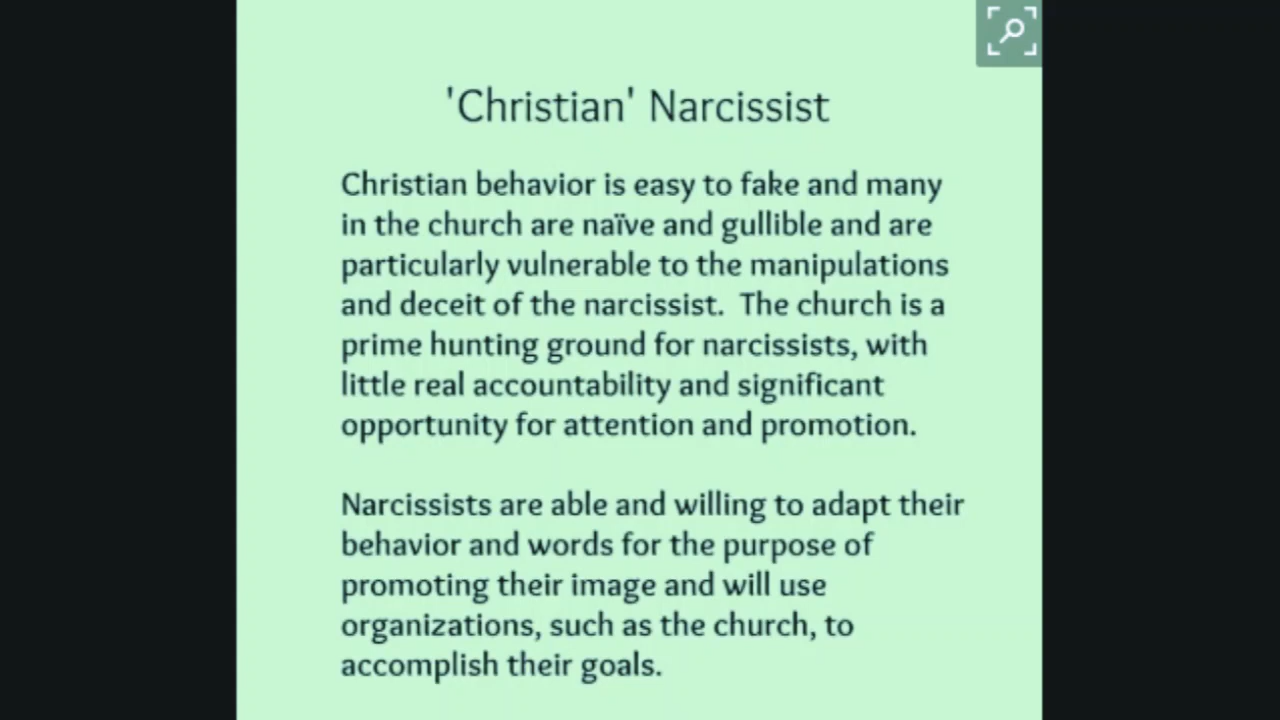 'Christian' Narcissist
Christian behavior is easy to fake and many
in the church are naïve and gullible and are
particularly vulnerable to the manipulations
and deceit of the narcissist.  The church is a
prime hunting ground for narcissists, with
little real accountability and significant
opportunity for attention and promotion.
Narcissists are able and willing to adapt their
behavior and words for the purpose of
promoting their image and will use
organizations, such as the church, to
accomplish their goals.